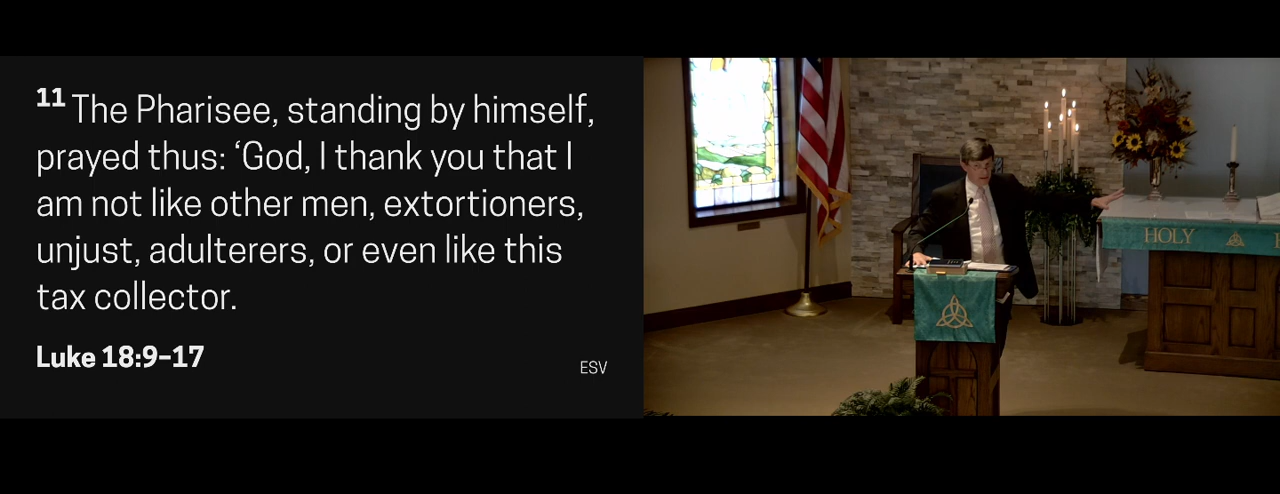 11 The Pharisee, standing by himself,
prayed thus: ‘God, I thank you that I
am not like other men, extortioners,
unjust, adulterers, or even like this
tax collector.
Luke 18:9–17
ESV
HOLY